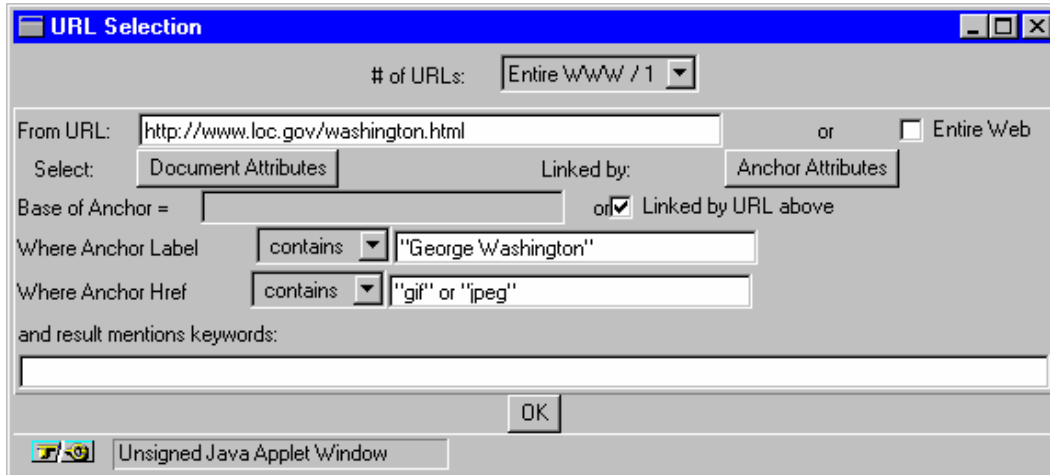 URL Selection
# of URLs: Entire WWW / 1
From URL: http://www.loc.gov/washington.html or Entire Web
Select: Document Attributes Linked by: Anchor Attributes
Base of Anchor = or Linked by URL above
Where Anchor Label contains "George Washington"
Where Anchor Href contains "gif" or "jpeg"
and result mentions keywords:
OK
Unsigned Java Applet Window